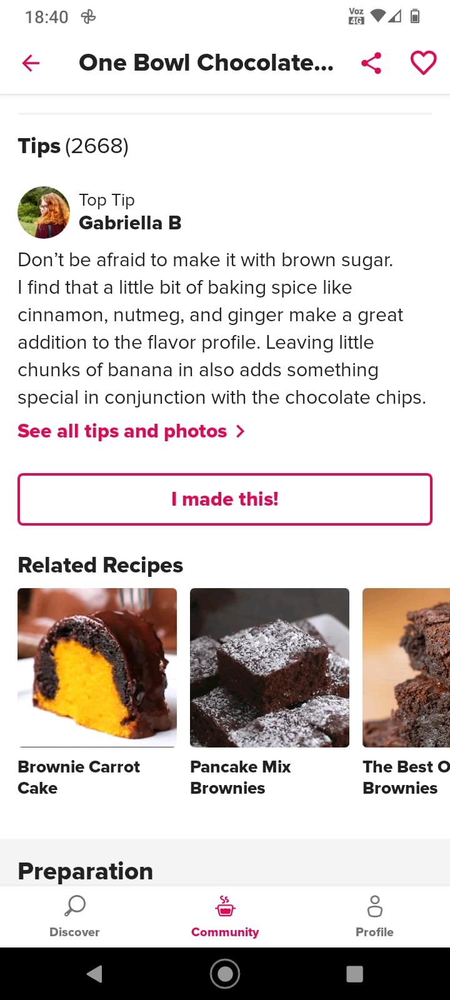 18:40
Voz
4G
One Bowl Chocolate...
Tips (2668)
Top Tip
Gabriella B
Don’t be afraid to make it with brown sugar.
I find that a little bit of baking spice like
cinnamon, nutmeg, and ginger make a great
addition to the flavor profile. Leaving little
chunks of banana in also adds something
special in conjunction with the chocolate chips.
See all tips and photos
I made this!
Related Recipes
Brownie Carrot
Cake
Pancake Mix
Brownies
The Best O
Brownies
Preparation
Discover
Community
Profile